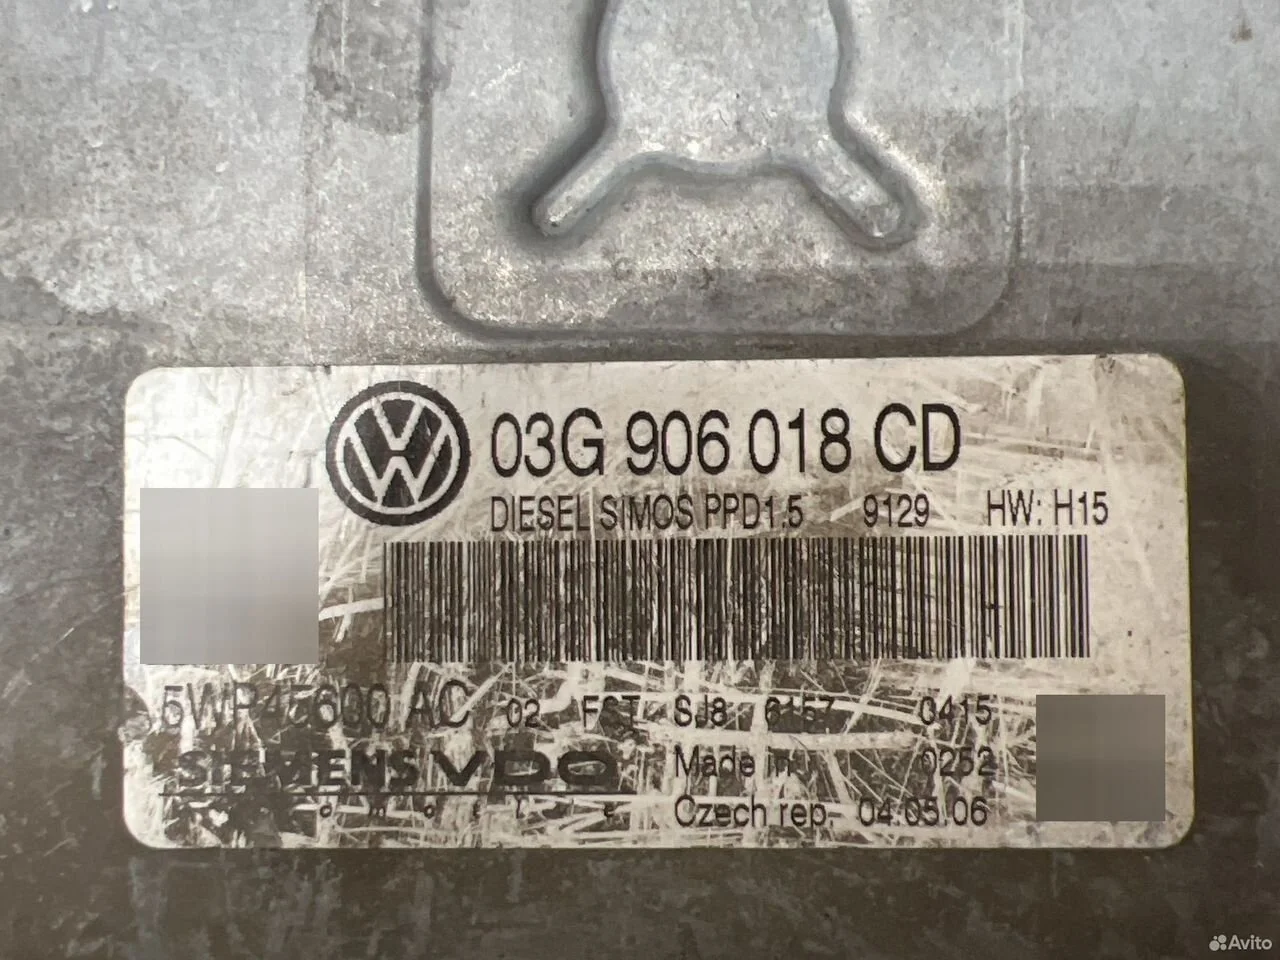 03G 906 018 CD
DIESEL SIMOS PPD1.5 9129 HW: H15
5WP45600 AC 02 FST SJ8 6157 0415
SIEMENS VDO Made in 0252
Czech rep 04.05.06
Avito